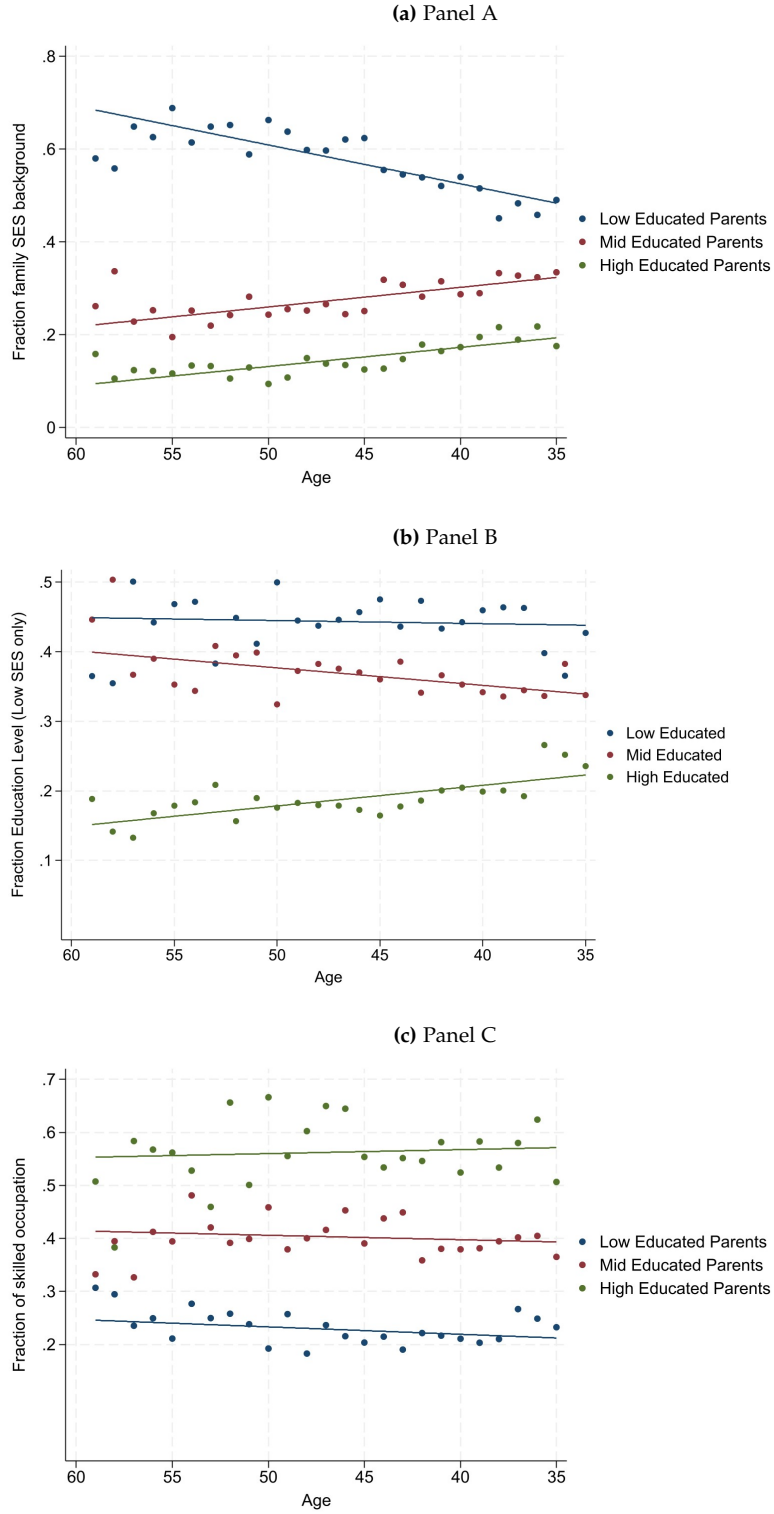 (a) Panel A
.8
.6
.4
.2
0
Fraction family SES background
60 55 50 45 40 35
Age
Low Educated Parents
Mid Educated Parents
High Educated Parents
(b) Panel B
.5
.4
.3
.2
.1
Fraction Education Level (Low SES only)
60 55 50 45 40 35
Age
Low Educated
Mid Educated
High Educated
(c) Panel C
.7
.6
.5
.4
.3
.2
Fraction of skilled occupation
60 55 50 45 40 35
Age
Low Educated Parents
Mid Educated Parents
High Educated Parents